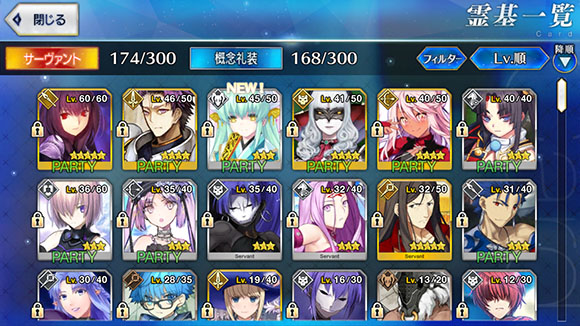 閉じる
霊基一覧
Card
サーヴァント 174/300 概念礼装 168/300 フィルター Lv.順 降順
NEW!
Lv.60/60 Lv.46/50 Lv.45/50 Lv.41/50 Lv.40/50 Lv.40/40
PARTY PARTY PARTY PARTY PARTY PARTY
Lv.36/60 Lv.35/40 Lv.35/40 Lv.32/40 Lv.32/50 Lv.31/40
PARTY PARTY Servant Servant Servant PARTY
Lv.30/40 Lv.28/35 Lv.19/40 Lv.16/30 Lv.13/20 Lv.12/30